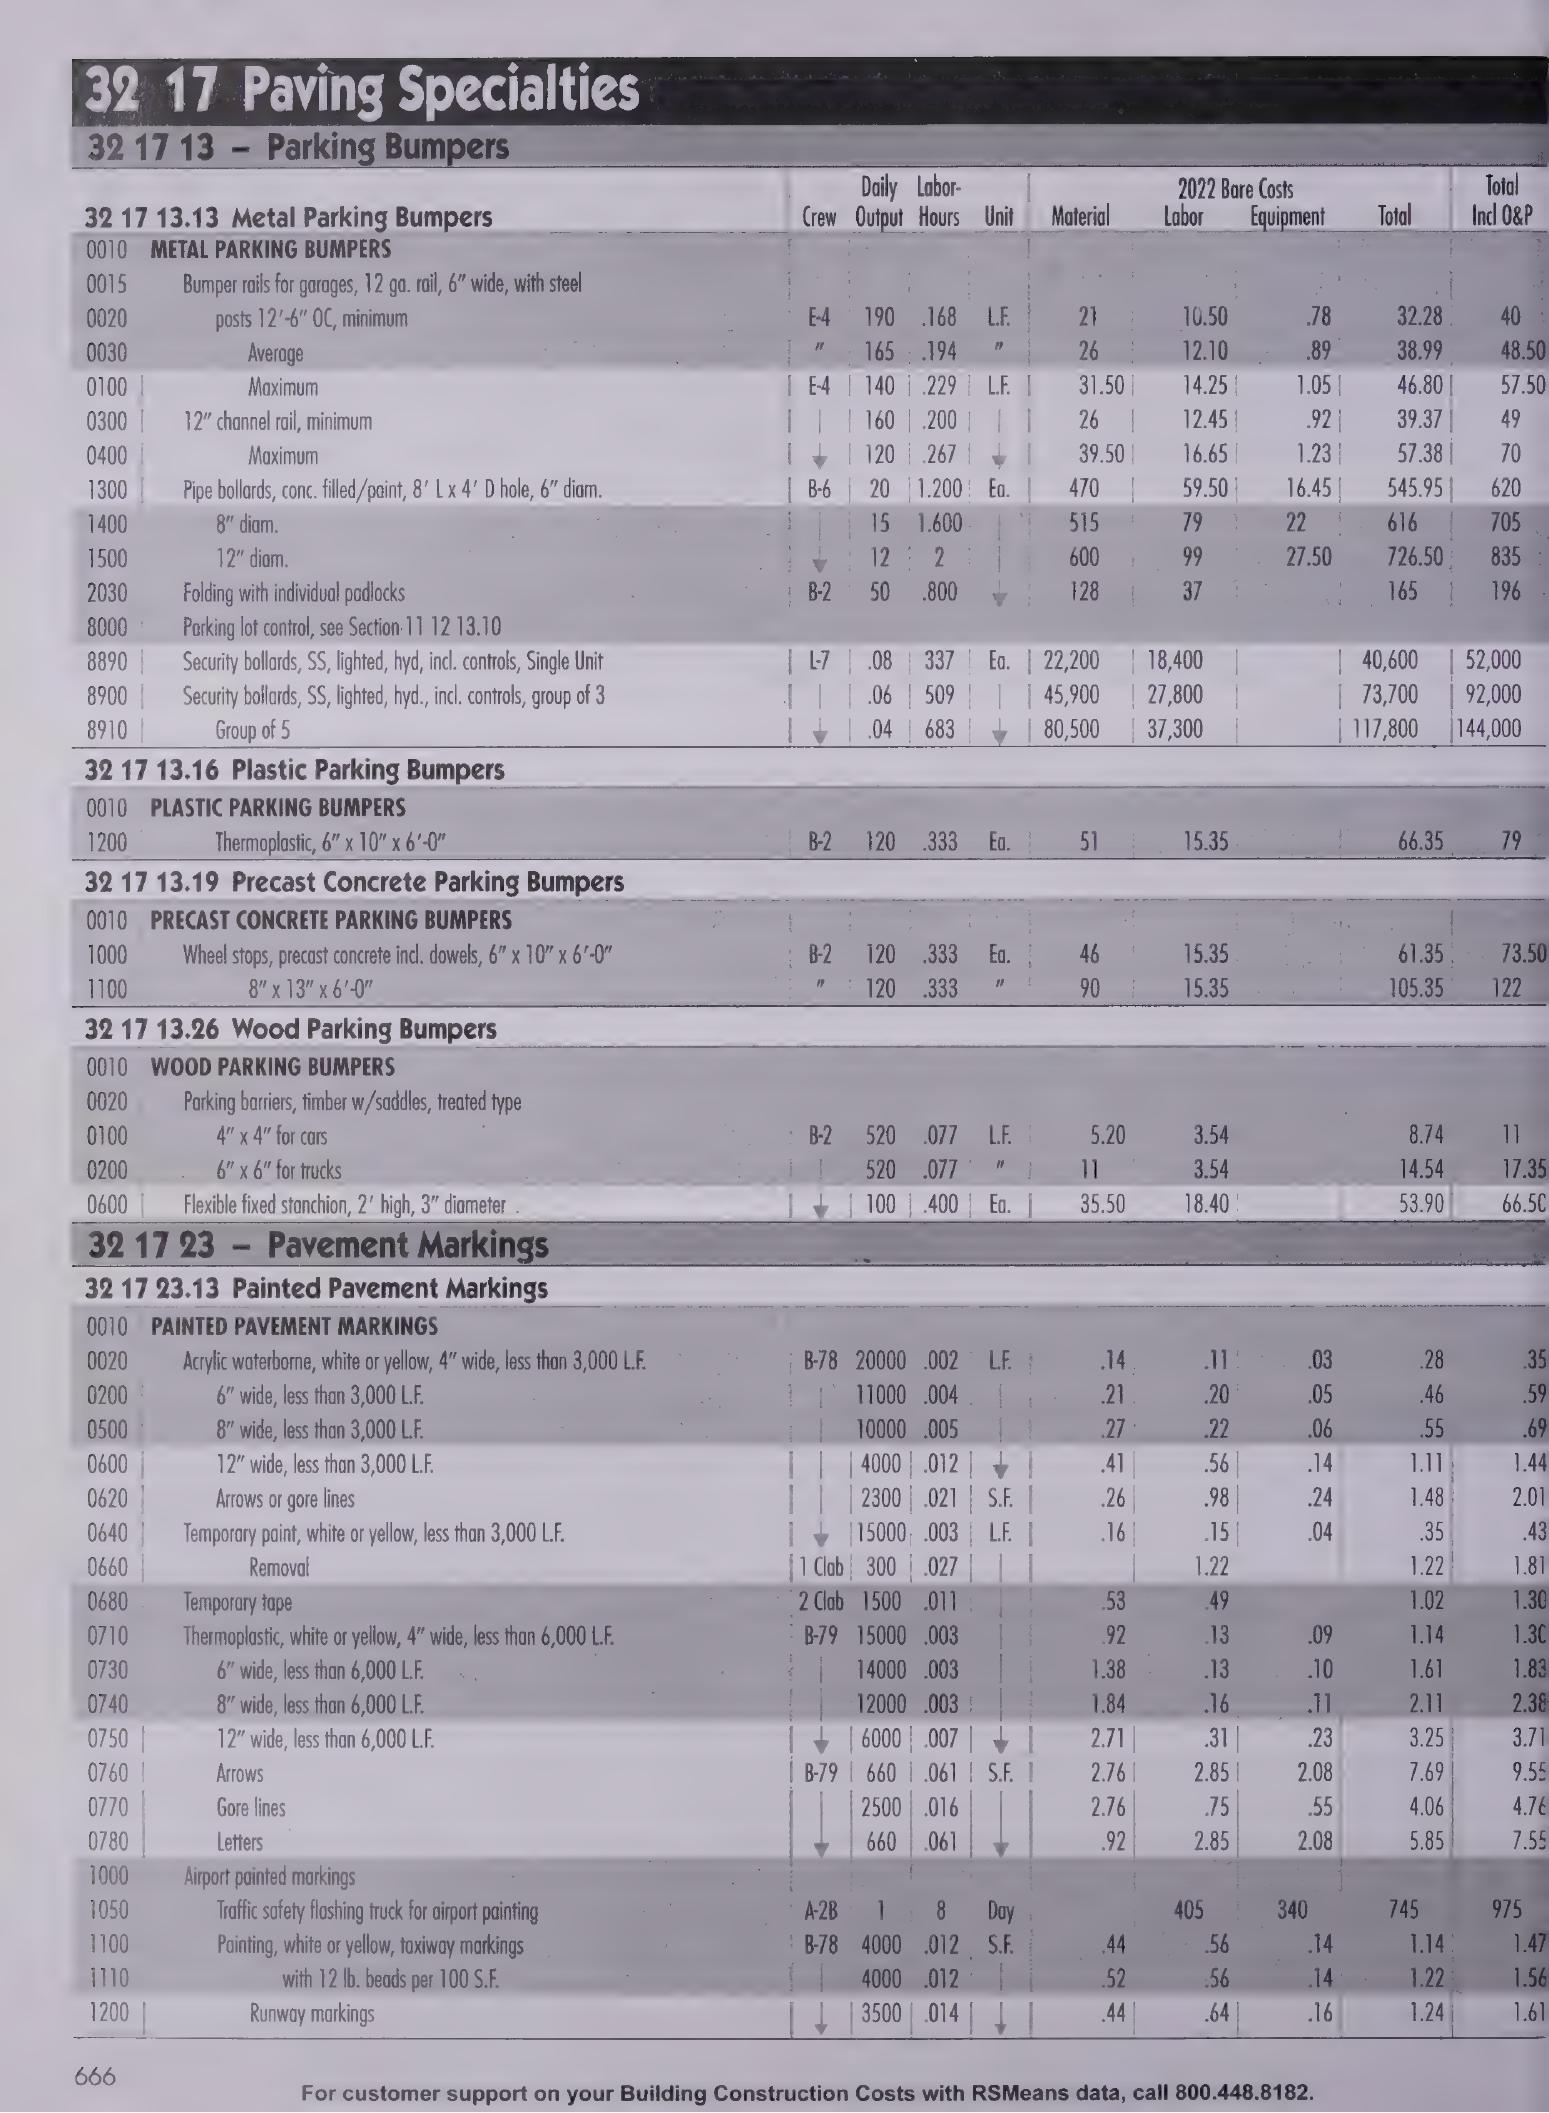 32 17 Paving Specialties
32 17 13 – Parking Bumpers
32 17 13.13 Metal Parking Bumpers Crew Daily Output Labor-Hours Unit Material 2022 Bare Costs Labor Equipment Total Total Incl O&P
0010 METAL PARKING BUMPERS
0015 Bumper rails for garages, 12 ga. rail, 6" wide, with steel
0020 posts 12'-6" OC, minimum E-4 190 .168 L.F. 21 10.50 .78 32.28 40
0030 Average " 165 .194 " 26 12.10 .89 38.99 48.50
0100 Maximum E-4 140 .229 L.F. 31.50 14.25 1.05 46.80 57.50
0300 12" channel rail, minimum 160 .200 26 12.45 .92 39.37 49
0400 Maximum 120 .267 39.50 16.65 1.23 57.38 70
1300 Pipe bollards, conc. filled/paint, 8' L x 4' D hole, 6" diam. B-6 20 1.200 Ea. 470 59.50 16.45 545.95 620
1400 8" diam. 15 1.600 515 79 22 616 705
1500 12" diam. 12 2 600 99 27.50 726.50 835
2030 Folding with individual padlocks B-2 50 .800 128 37 165 196
8000 Parking lot control, see Section 11 12 13.10
8890 Security bollards, SS, lighted, hyd, incl. controls, Single Unit L-7 .08 337 Ea. 22,200 18,400 40,600 52,000
8900 Security bollards, SS, lighted, hyd., incl. controls, group of 3 .06 509 45,900 27,800 73,700 92,000
8910 Group of 5 .04 683 80,500 37,300 117,800 144,000
32 17 13.16 Plastic Parking Bumpers
0010 PLASTIC PARKING BUMPERS
1200 Thermoplastic, 6" x 10" x 6'-0" B-2 120 .333 Ea. 51 15.35 66.35 79
32 17 13.19 Precast Concrete Parking Bumpers
0010 PRECAST CONCRETE PARKING BUMPERS
1000 Wheel stops, precast concrete incl. dowels, 6" x 10" x 6'-0" B-2 120 .333 Ea. 46 15.35 61.35 73.50
1100 8" x 13" x 6'-0" " 120 .333 " 90 15.35 105.35 122
32 17 13.26 Wood Parking Bumpers
0010 WOOD PARKING BUMPERS
0020 Parking barriers, timber w/saddles, treated type
0100 4" x 4" for cars B-2 520 .077 L.F. 5.20 3.54 8.74 11
0200 6" x 6" for trucks 520 .077 " 11 3.54 14.54 17.35
0600 Flexible fixed stanchion, 2' high, 3" diameter 100 .400 Ea. 35.50 18.40 53.90 66.50
32 17 23 – Pavement Markings
32 17 23.13 Painted Pavement Markings
0010 PAINTED PAVEMENT MARKINGS
0020 Acrylic waterborne, white or yellow, 4" wide, less than 3,000 L.F. B-78 20000 .002 L.F. .14 .11 .03 .28 .35
0200 6" wide, less than 3,000 L.F. 11000 .004 .21 .20 .05 .46 .59
0500 8" wide, less than 3,000 L.F. 10000 .005 .27 .22 .06 .55 .69
0600 12" wide, less than 3,000 L.F. 4000 .012 .41 .56 .14 1.11 1.44
0620 Arrows or gore lines 2300 .021 S.F. .26 .98 .24 1.48 2.01
0640 Temporary paint, white or yellow, less than 3,000 L.F. 15000 .003 L.F. .16 .15 .04 .35 .43
0660 Removal 1 Clab 300 .027 1.22 1.22 1.81
0680 Temporary tape 2 Clab 1500 .011 .53 .49 1.02 1.30
0710 Thermoplastic, white or yellow, 4" wide, less than 6,000 L.F. B-79 15000 .003 .92 .13 .09 1.14 1.30
0730 6" wide, less than 6,000 L.F. 14000 .003 1.38 .13 .10 1.61 1.83
0740 8" wide, less than 6,000 L.F. 12000 .003 1.84 .16 .11 2.11 2.38
0750 12" wide, less than 6,000 L.F. 6000 .007 2.71 .31 .23 3.25 3.71
0760 Arrows B-79 660 .061 S.F. 2.76 2.85 2.08 7.69 9.55
0770 Gore lines 2500 .016 2.76 .75 .55 4.06 4.76
0780 Letters 660 .061 .92 2.85 2.08 5.85 7.55
1000 Airport painted markings
1050 Traffic safety flashing truck for airport painting A-2B 1 8 Day 405 340 745 975
1100 Painting, white or yellow, taxiway markings B-78 4000 .012 S.F. .44 .56 .14 1.14 1.47
1110 with 12 lb. beads per 100 S.F. 4000 .012 .52 .56 .14 1.22 1.56
1200 Runway markings 3500 .014 .44 .64 .16 1.24 1.61
666
For customer support on your Building Construction Costs with RSMeans data, call 800.448.8182.